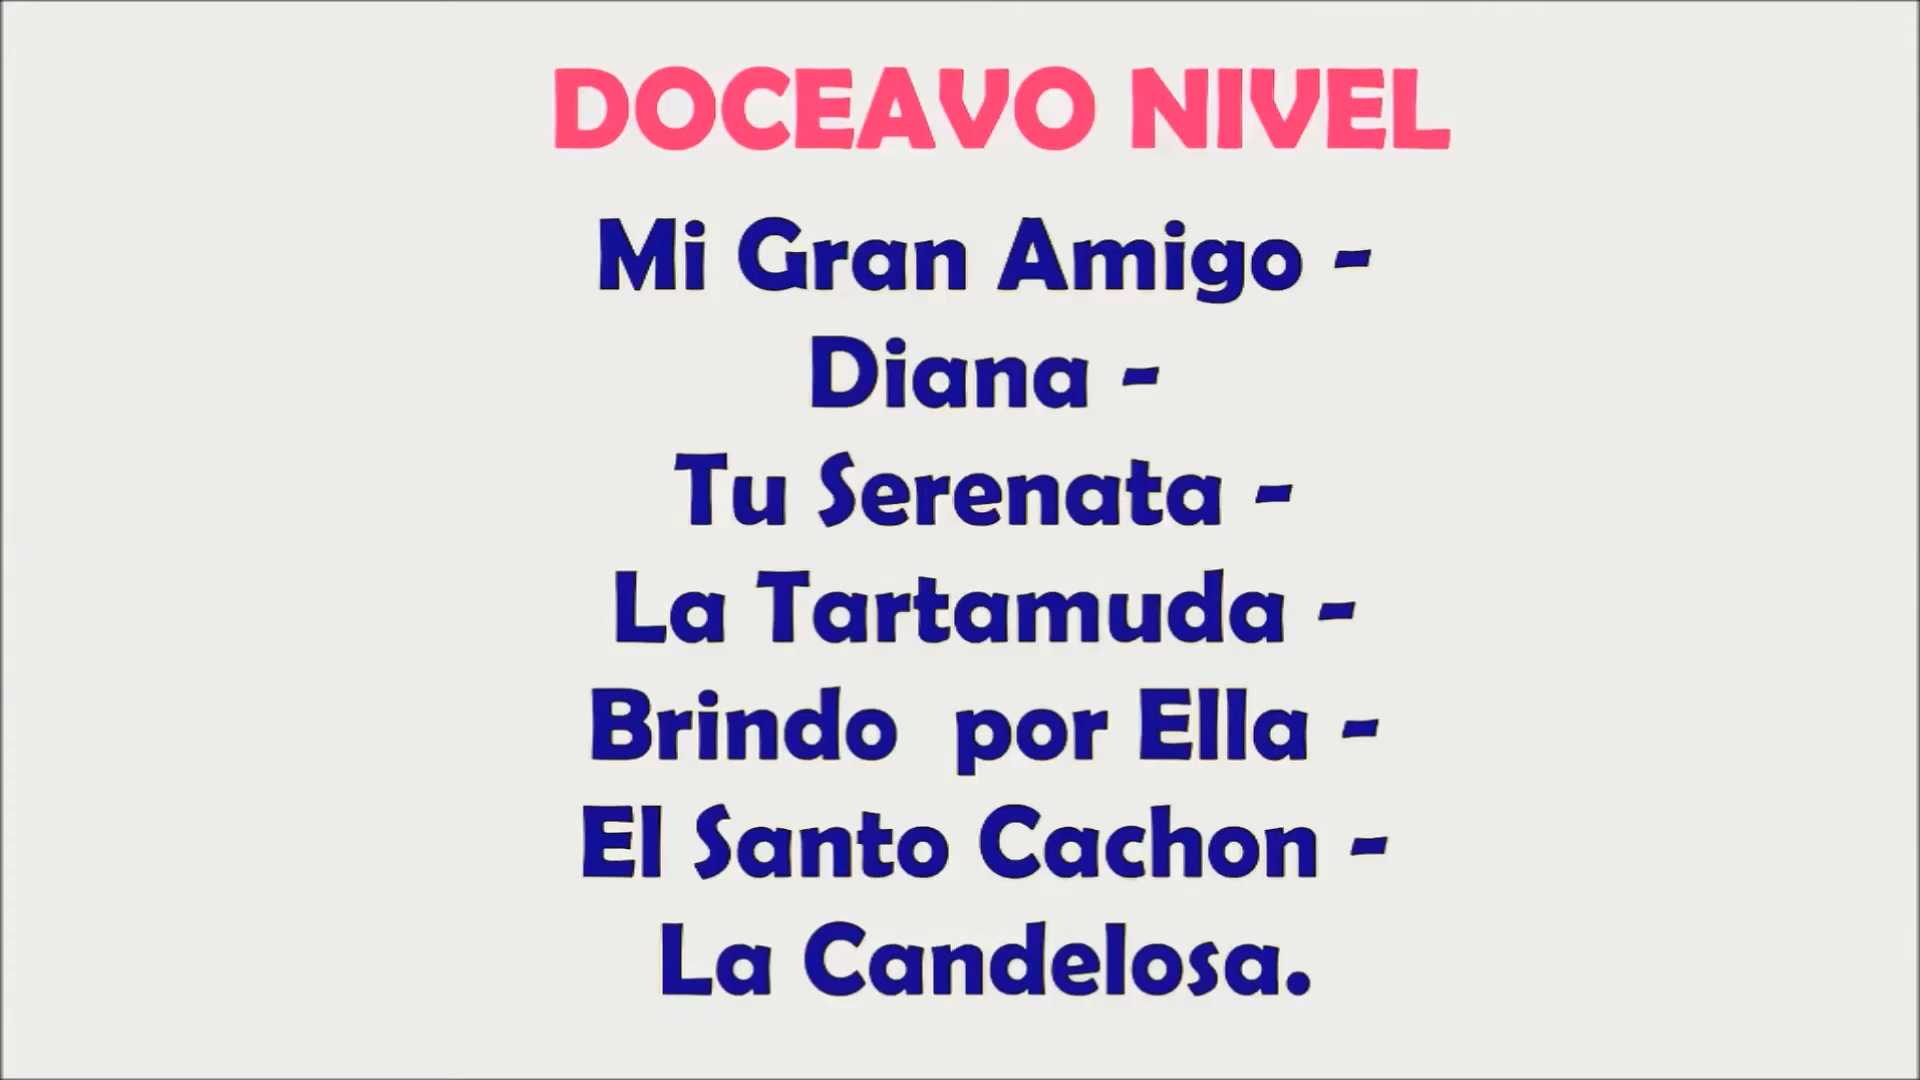 DOCEAVO NIVEL
Mi Gran Amigo -
Diana -
Tu Serenata -
La Tartamuda -
Brindo  por Ella -
El Santo Cachon -
La Candelosa.